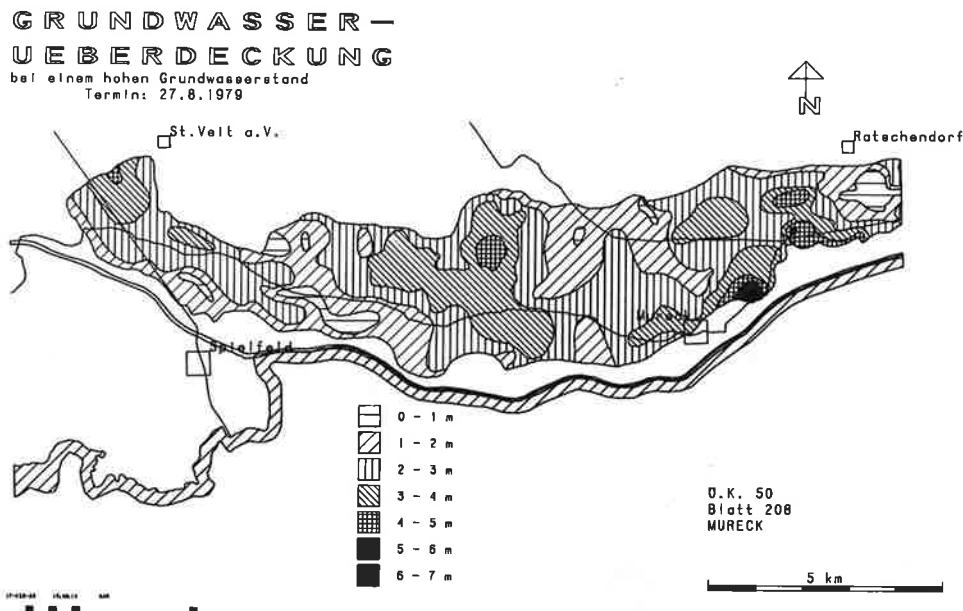 GRUNDWASSER-
UEBERDECKUNG
bei einem hohen Grundwasserstand
Termin: 27.8.1979
N
St.Veit a.V.
Ratschendorf
Spielfeld
0 - 1 m
1 - 2 m
2 - 3 m
3 - 4 m
4 - 5 m
5 - 6 m
6 - 7 m
Ö.K. 50
Blatt 208
MURECK
5 km